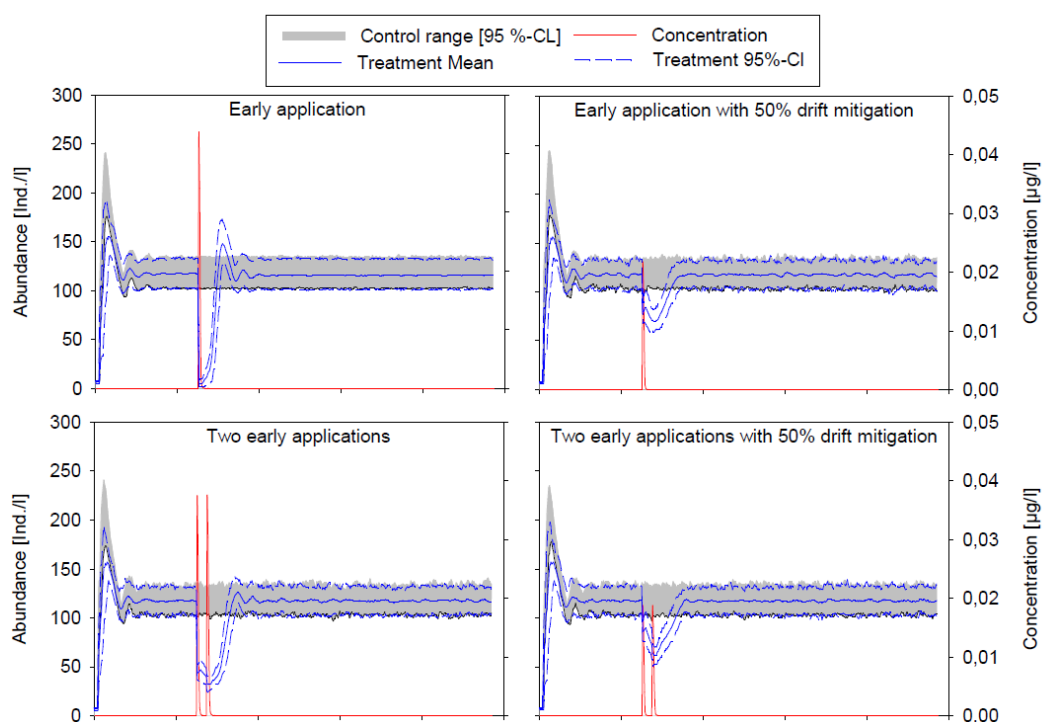 Control range [95 %-CL] Concentration
Treatment Mean Treatment 95%-CI
Early application
Early application with 50% drift mitigation
300
250
200
150
100
50
0
Abundance [Ind./l]
0,05
0,04
0,03
0,02
0,01
0,00
Concentration [µg/l]
Two early applications
Two early applications with 50% drift mitigation
300
250
200
150
100
50
0
Abundance [Ind./l]
0,05
0,04
0,03
0,02
0,01
0,00
Concentration [µg/l]